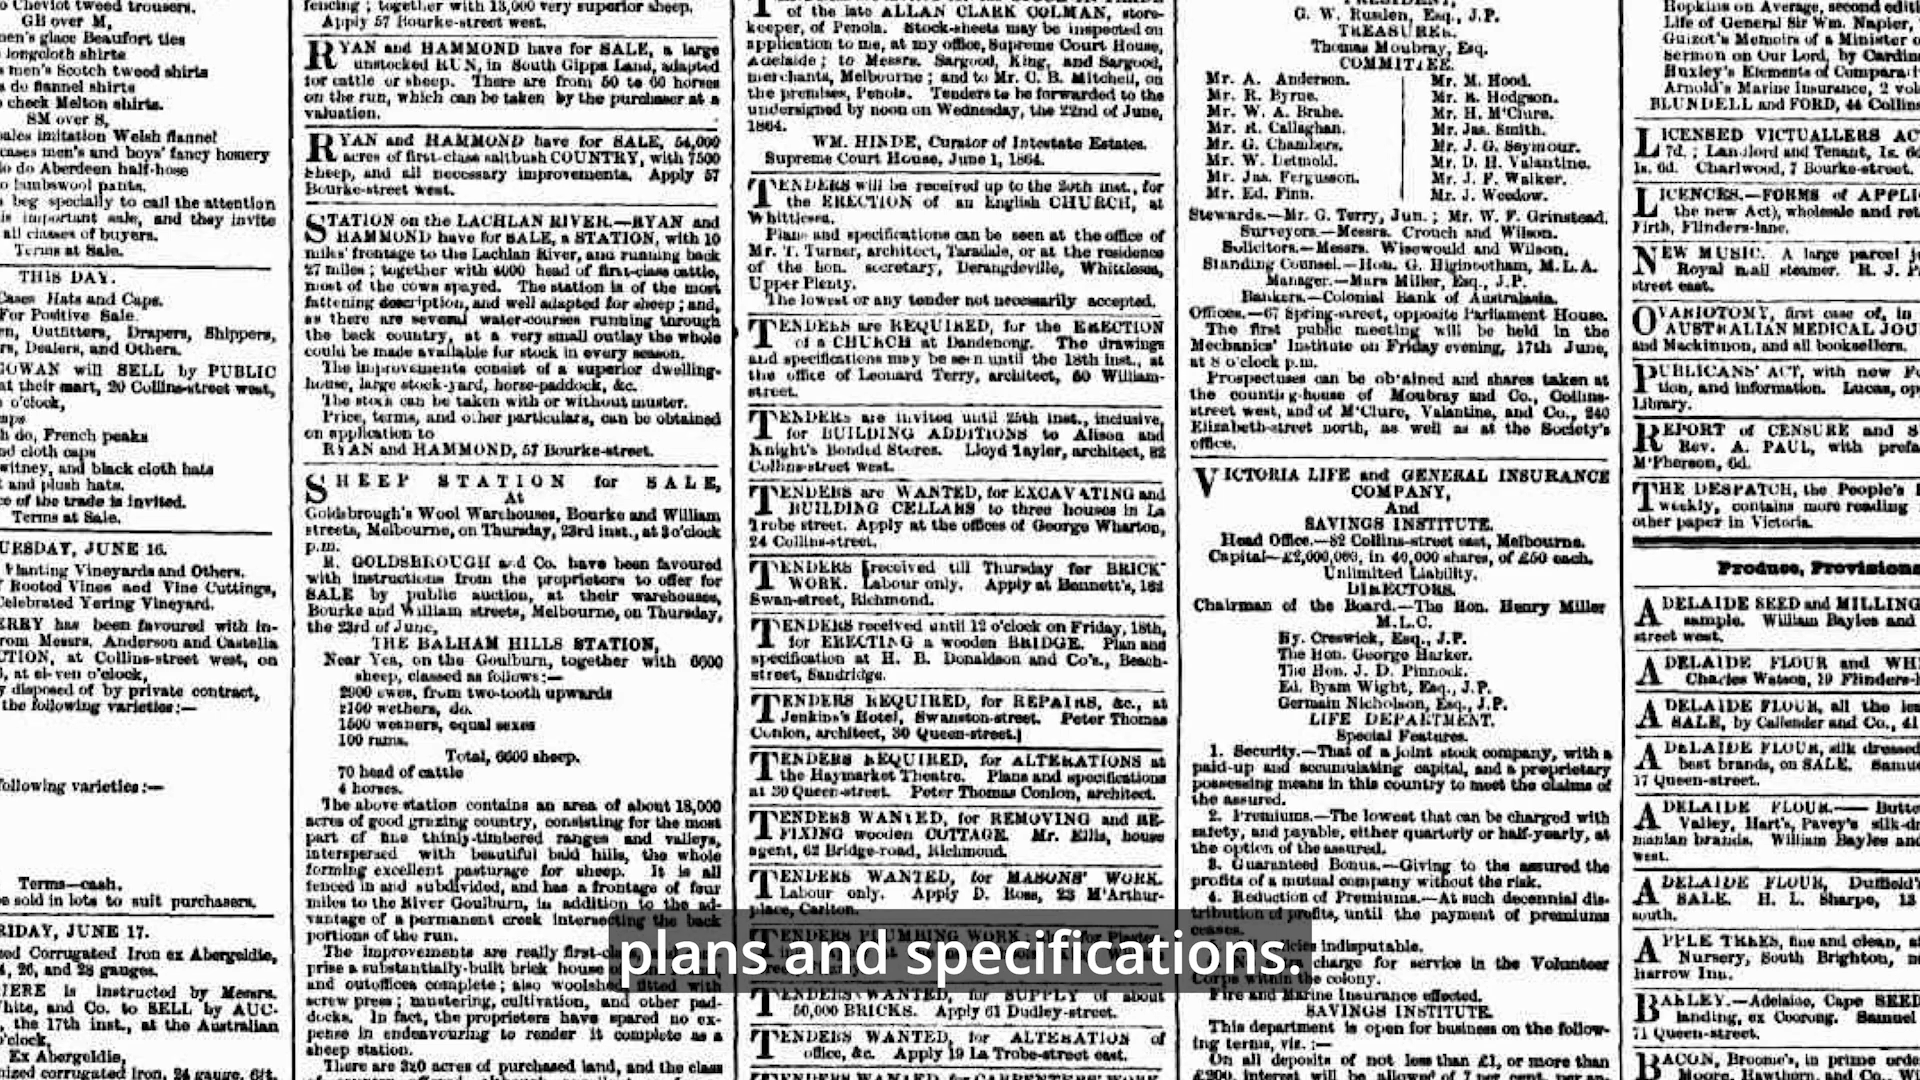 o Cheviot tweed trousers.
GH over M,
men's glace Beaufort ties
longcloth shirts
men's Scotch tweed shirts
s do flannel shirts
check Melton shirts.
SM over S,
bales imitation Welsh flannel
cases men's and boys' fancy hosiery
do do Aberdeen half-hose
o lambswool pants.
beg specially to call the attention
is important sale, and they invite
all classes of buyers.
Terms at Sale.
THIS DAY.
Cases Hats and Caps.
For Positive Sale.
Outfitters, Drapers, Shippers,
Dealers, and Others.
GOWAN will SELL by PUBLIC
at their mart, 20 Collins-street west,
o'clock,
h do, French peaks
nd cloth caps
witney, and black cloth hats
and plush hats.
ce of the trade is invited.
Terms at Sale.
URSDAY, JUNE 16.
Planting Vineyards and Others.
f Rooted Vines and Vine Cuttings,
Celebrated Yering Vineyard.
ERRY has been favoured with in-
from Messrs. Anderson and Castella
CTION, at Collins-street west, on
, at eleven o'clock,
y disposed of by private contract,
the following varieties:—
following varieties:—
Terms—cash.
e sold in lots to suit purchasers.
RIDAY, JUNE 17.
Corrugated Iron ex Abergeldie,
26, and 28 gauges.
IERE is instructed by Messrs.
hite, and Co. to SELL by AUC-
, the 17th inst., at the Australian
o'clock,
Ex Abergeldie,
corrugated iron, 24 gauge, 6ft.
fencing; together with 13,000 very superior sheep.
Apply 57 Bourke-street west.
RYAN and HAMMOND have for SALE, a large
unstocked RUN, in South Gipps Land, adapted
for cattle or sheep. There are from 50 to 60 horses
on the run, which can be taken by the purchaser at a
valuation.
RYAN and HAMMOND have for SALE, 54,000
acres of first-class saltbush COUNTRY, with 7500
sheep, and all necessary improvements. Apply 57
Bourke-street west.
STATION on the LACHLAN RIVER.—RYAN and
HAMMOND have for SALE, a STATION, with 10
miles' frontage to the Lachlan River, and running back
27 miles; together with 4000 head of first-class cattle,
most of the cows spayed. The station is of the most
fattening description, and well adapted for sheep; and,
as there are several water-courses running through
the back country, at a very small outlay the whole
could be made available for stock in every season.
The improvements consist of a superior dwelling-
house, large stock-yard, horse-paddock, &c.
The stock can be taken with or without muster.
Price, terms, and other particulars, can be obtained
on application to
RYAN and HAMMOND, 57 Bourke-street.
SHEEP STATION for SALE,
At
Goldsbrough's Wool Warehouses, Bourke and William
streets, Melbourne, on Thursday, 23rd inst., at 3 o'clock
p.m.
R. GOLDSBROUGH and Co. have been favoured
with instructions from the proprietors to offer for
SALE by public auction, at their warehouses,
Bourke and William streets, Melbourne, on Thursday,
the 23rd of June,
THE BALHAM HILLS STATION,
Near Yea, on the Goulburn, together with 6600
sheep, classed as follows:—
2900 ewes, from two-tooth upwards
2100 wethers, do.
1500 weaners, equal sexes
100 rams.
Total, 6600 sheep.
70 head of cattle
4 horses.
The above station contains an area of about 18,000
acres of good grazing country, consisting for the most
part of fine thinly-timbered ranges and valleys,
interspersed with beautiful bald hills, the whole
forming excellent pasturage for sheep. It is all
fenced in and subdivided, and has a frontage of four
miles to the River Goulburn, in addition to the ad-
vantage of a permanent creek intersecting the back
portions of the run.
The improvements are really first-class,
prise a substantially-built brick house
and outoffices complete; also woolshed fitted with
screw press; mustering, cultivation, and other pad-
docks. In fact, the proprietors have spared no ex-
pense in endeavouring to render it complete as a
sheep station.
There are 320 acres of purchased land, and the class
of the late ALLAN CLARK COLMAN, store-
keeper, of Penola. Stock-sheets may be inspected on
application to me, at my office, Supreme Court House,
Adelaide; to Messrs. Sargood, King, and Sargood,
merchants, Melbourne; and to Mr. C. B. Mitchell, on
the premises, Penola. Tenders to be forwarded to the
undersigned by noon on Wednesday, the 22nd of June,
1864.
WM. HINDE, Curator of Intestate Estates.
Supreme Court House, June 1, 1864.
TENDERS will be received up to the 20th inst., for
the ERECTION of an English CHURCH, at
Whittlesea.
Plans and specifications can be seen at the office of
Mr. T. Turner, architect, Taradale, or at the residence
of the hon. secretary, Derangdeville, Whittlesea,
Upper Plenty.
The lowest or any tender not necessarily accepted.
TENDERS are REQUIRED, for the ERECTION
of a CHURCH at Dandenong. The drawings
and specifications may be seen until the 18th inst., at
the office of Leonard Terry, architect, 60 William-
street.
TENDERS are invited until 25th inst., inclusive,
for BUILDING ADDITIONS to Alison and
Knight's Bonded Stores. Lloyd Tayler, architect, 82
Collins-street west.
TENDERS are WANTED, for EXCAVATING and
BUILDING CELLARS to three houses in La
Trobe street. Apply at the offices of George Wharton,
24 Collins-street.
TENDERS received till Thursday for BRICK
WORK. Labour only. Apply at Bennett's, 182
Swan-street, Richmond.
TENDERS received until 12 o'clock on Friday, 18th,
for ERECTING a wooden BRIDGE. Plan and
specification at H. B. Donaldson and Co's., Beach-
street, Sandridge.
TENDERS REQUIRED, for REPAIRS, &c., at
Jenkins's Hotel, Swanston-street. Peter Thomas
Conlon, architect, 30 Queen-street.]
TENDERS REQUIRED, for ALTERATIONS at
the Haymarket Theatre. Plans and specifications
at 30 Queen-street. Peter Thomas Conlon, architect.
TENDERS WANTED, for REMOVING and RE-
FIXING wooden COTTAGE. Mr. Ellis, house
agent, 62 Bridge-road, Richmond.
TENDERS WANTED, for MASONS' WORK.
Labour only. Apply D. Ross, 23 M'Arthur-
place, Carlton.
TENDERS PLUMBING WORK
plans and specifications.
TENDERS WANTED, for SUPPLY of about
50,000 BRICKS. Apply 61 Dudley-street.
TENDERS WANTED, for ALTERATION of
office, &c. Apply 19 La Trobe-street east.
PRESIDENT,
G. W. Rusden, Esq., J.P.
TREASURER.
Thomas Moubray, Esq.
COMMITTEE.
Mr. A. Anderson.
Mr. R. Byrne.
Mr. W. A. Brahe.
Mr. R. Callaghan.
Mr. G. Chambers.
Mr. W. Detmold.
Mr. Jas. Fergusson.
Mr. Ed. Finn.
Mr. M. Hood.
Mr. R. Hodgson.
Mr. H. M'Clure.
Mr. Jas. Smith.
Mr. J. G. Seymour.
Mr. D. H. Valantine.
Mr. J. F. Walker.
Mr. J. Weedow.
Stewards.—Mr. G. Terry, Jun.; Mr. W. F. Grinstead.
Surveyors.—Messrs. Crouch and Wilson.
Solicitors.—Messrs. Wisewould and Wilson.
Standing Counsel.—Hon. G. Higinbotham, M.L.A.
Manager.—Mars Miller, Esq., J.P.
Bankers.—Colonial Bank of Australasia.
Offices.—67 Spring-street, opposite Parliament House.
The first public meeting will be held in the
Mechanics' Institute on Friday evening, 17th June,
at 8 o'clock p.m.
Prospectuses can be obtained and shares taken at
the counting-house of Moubray and Co., Collins-
street west, and of M'Clure, Valantine, and Co., 240
Elizabeth-street north, as well as at the Society's
office.
VICTORIA LIFE and GENERAL INSURANCE
COMPANY,
And
SAVINGS INSTITUTE.
Head Office.—82 Collins-street east, Melbourne.
Capital—£2,000,000, in 40,000 shares, of £50 each.
Unlimited Liability.
DIRECTORS.
Chairman of the Board.—The Hon. Henry Miller
M.L.C.
Hy. Creswick, Esq., J.P.
The Hon. George Harker.
The Hon. J. D. Pinnock.
Ed. Byam Wight, Esq., J.P.
Germain Nicholson, Esq., J.P.
LIFE DEPARTMENT.
Special Features.
1. Security.—That of a joint stock company, with a
paid-up and accumulating capital, and a proprietary
possessing means in this country to meet the claims of
the assured.
2. Premiums.—The lowest that can be charged with
safety, and payable, either quarterly or half-yearly, at
the option of the assured.
3. Guaranteed Bonus.—Giving to the assured the
profits of a mutual company without the risk.
4. Reduction of Premiums.—At such decennial dis-
tribution of profits, until the payment of premiums
ceases.
indisputable.
charge for service in the Volunteer
Corps within the colony.
Fire and Marine Insurance effected.
SAVINGS INSTITUTE.
This department is open for business on the follow-
ing terms, viz.:—
On all deposits of not less than £1, or more than
£200, interest will be allowed of 7 per cent. per an-
Hopkins on Average, second editi
Life of General Sir Wm. Napier,
Guizot's Memoirs of a Minister o
Sermon on Our Lord, by Cardin
Huxley's Elements of Comparati
Arnold's Marine Insurance, 2 vol
BLUNDELL and FORD, 44 Collins
LICENSED VICTUALLERS AC
7d.; Landlord and Tenant, 1s. 6d
1s. 6d. Charlwood, 7 Bourke-street.
LICENCES.—FORMS of APPLI
the new Act), wholesale and ret
Firth, Flinders-lane.
NEW MUSIC. A large parcel j
Royal mail steamer. R. J. P
street east.
OVARIOTOMY, first case of, in
AUSTRALIAN MEDICAL JOU
and Mackinnon, and all booksellers.
PUBLICANS' ACT, with new Fo
tion, and information. Lucas, op
Library.
REPORT of CENSURE and S
Rev. A. PAUL, with prefa
M'Pherson, 6d.
THE DESPATCH, the People's
weekly, contains more reading
other paper in Victoria.
Produce, Provisions
ADELAIDE SEED and MILLING
sample. William Bayles and
street west.
ADELAIDE FLOUR and WH
Charles Watson, 19 Flinders-l
ADELAIDE FLOUR, all the lea
SALE, by Callender and Co., 41
ADELAIDE FLOUR, silk dressed
best brands, on SALE. Samue
17 Queen-street.
ADELAIDE FLOUR.—Butte
Valley, Hart's, Pavey's silk-dr
manian brands. William Bayles and
west.
ADELAIDE FLOUR, Duffield's
SALE. H. L. Sharpe, 13
south.
APPLE TREES, fine and clean, a
Nursery, South Brighton, n
Harrow Inn.
BARLEY.—Adelaide, Cape SEED
landing, ex Coorong. Samuel
71 Queen-street.
BACON, Broome's, in prime orde
Moore, Hawthorn, and Co., Wi